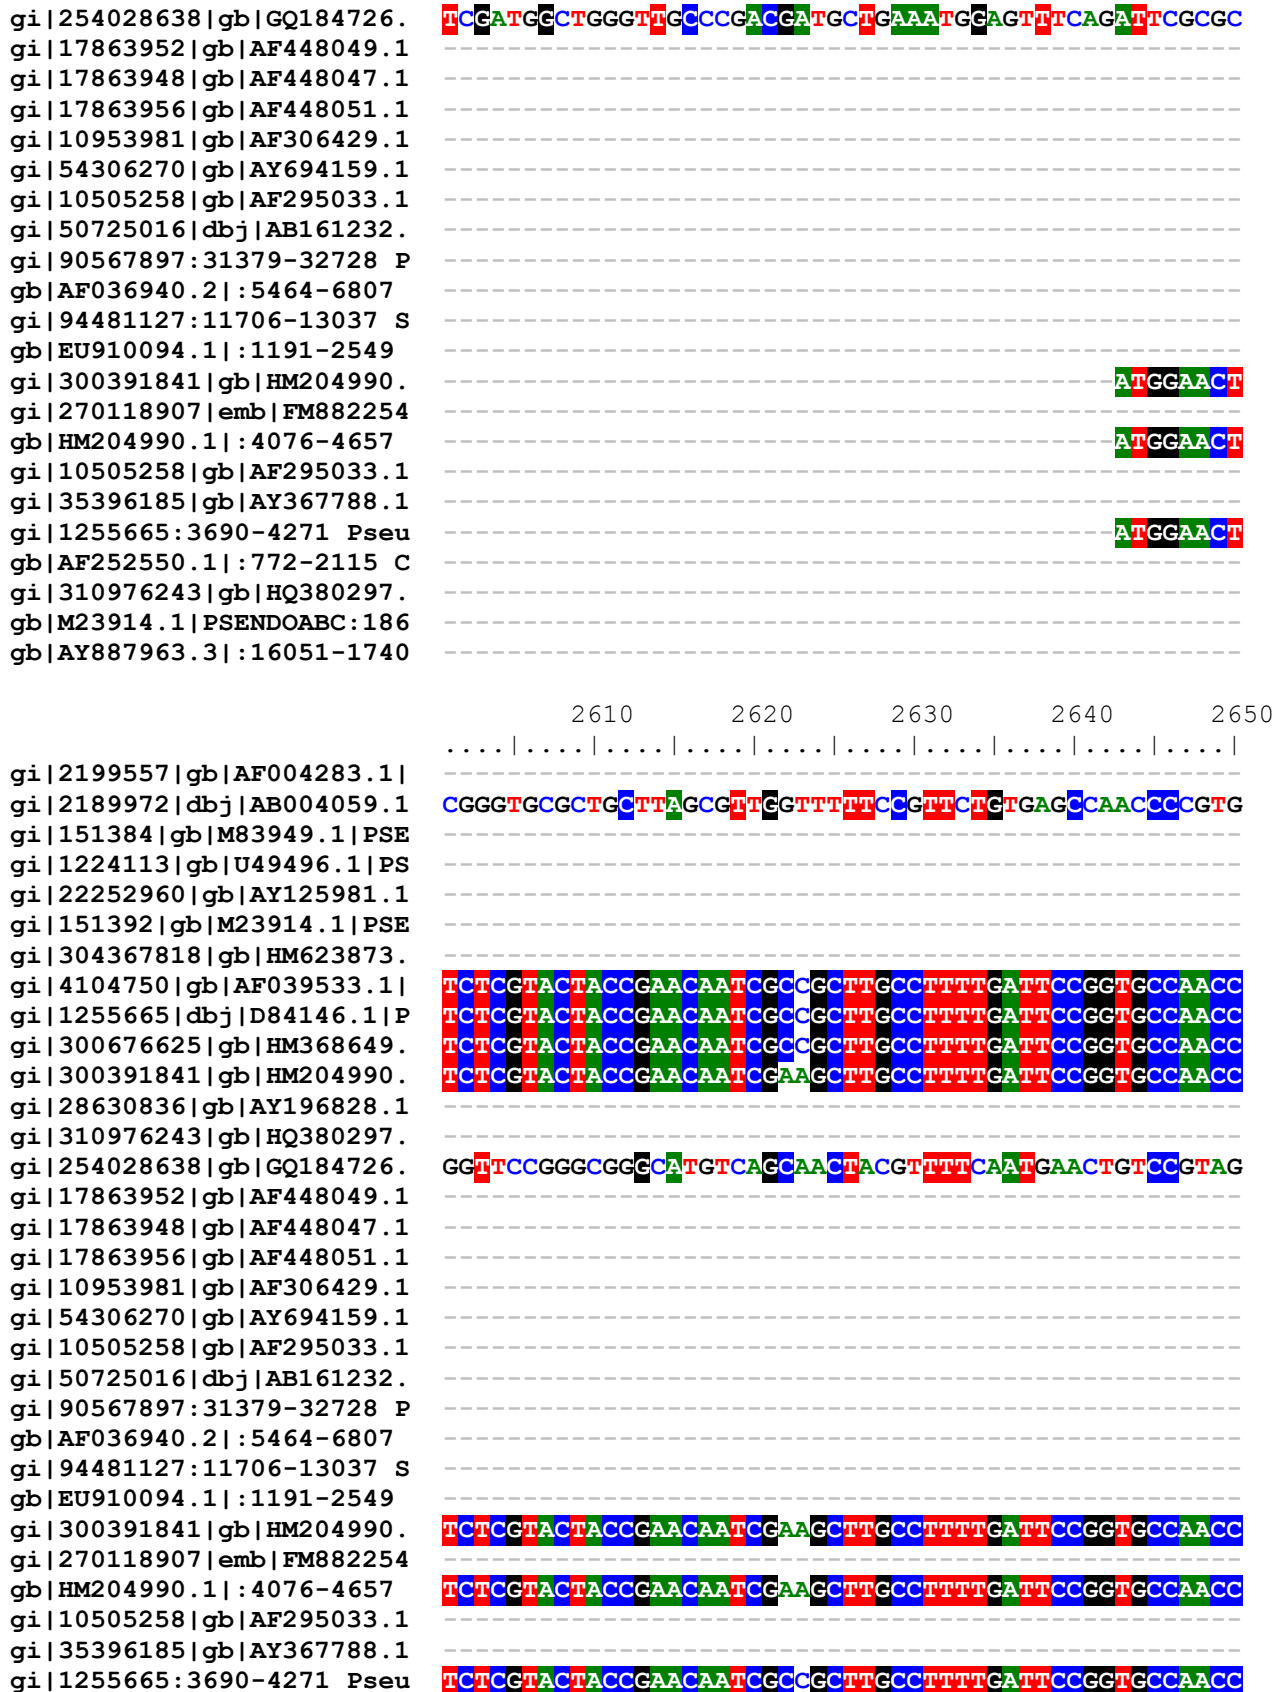 gi|254028638|gb|GQ184726. TCGATGGCTGGGTTGCCCGACGATGCTGAAATGGAGTTTCAGATTCGCGC
gi|17863952|gb|AF448049.1 --------------------------------------------------
gi|17863948|gb|AF448047.1 --------------------------------------------------
gi|17863956|gb|AF448051.1 --------------------------------------------------
gi|10953981|gb|AF306429.1 --------------------------------------------------
gi|54306270|gb|AY694159.1 --------------------------------------------------
gi|10505258|gb|AF295033.1 --------------------------------------------------
gi|50725016|dbj|AB161232. --------------------------------------------------
gi|90567897:31379-32728 P --------------------------------------------------
gb|AF036940.2|:5464-6807 --------------------------------------------------
gi|94481127:11706-13037 S --------------------------------------------------
gb|EU910094.1|:1191-2549 --------------------------------------------------
gi|300391841|gb|HM204990. ------------------------------------------ATGGAACT
gi|270118907|emb|FM882254 --------------------------------------------------
gb|HM204990.1|:4076-4657 ------------------------------------------ATGGAACT
gi|10505258|gb|AF295033.1 --------------------------------------------------
gi|35396185|gb|AY367788.1 --------------------------------------------------
gi|1255665:3690-4271 Pseu ------------------------------------------ATGGAACT
gb|AF252550.1|:772-2115 C --------------------------------------------------
gi|310976243|gb|HQ380297. --------------------------------------------------
gb|M23914.1|PSENDOABC:186 --------------------------------------------------
gb|AY887963.3|:16051-1740 --------------------------------------------------
2610 2620 2630 2640 2650
....|....|....|....|....|....|....|....|....|....|
gi|2199557|gb|AF004283.1| --------------------------------------------------
gi|2189972|dbj|AB004059.1 CGGGTGCGCTGCTTAGCGTTGGTTTTTCCGTTCTGTGAGCCAACCCCGTG
gi|151384|gb|M83949.1|PSE --------------------------------------------------
gi|1224113|gb|U49496.1|PS --------------------------------------------------
gi|22252960|gb|AY125981.1 --------------------------------------------------
gi|151392|gb|M23914.1|PSE --------------------------------------------------
gi|304367818|gb|HM623873. --------------------------------------------------
gi|4104750|gb|AF039533.1| TCTCGTACTACCGAACAATCGCCGCTTGCCTTTTGATTCCGGTGCCAACC
gi|1255665|dbj|D84146.1|P TCTCGTACTACCGAACAATCGCCGCTTGCCTTTTGATTCCGGTGCCAACC
gi|300676625|gb|HM368649. TCTCGTACTACCGAACAATCGCCGCTTGCCTTTTGATTCCGGTGCCAACC
gi|300391841|gb|HM204990. TCTCGTACTACCGAACAATCGAAGCTTGCCTTTTGATTCCGGTGCCAACC
gi|28630836|gb|AY196828.1 --------------------------------------------------
gi|310976243|gb|HQ380297. --------------------------------------------------
gi|254028638|gb|GQ184726. GGTTCCGGGCGGGCATGTCAGCAACTACGTTTTCAATGAACTGTCCGTAG
gi|17863952|gb|AF448049.1 --------------------------------------------------
gi|17863948|gb|AF448047.1 --------------------------------------------------
gi|17863956|gb|AF448051.1 --------------------------------------------------
gi|10953981|gb|AF306429.1 --------------------------------------------------
gi|54306270|gb|AY694159.1 --------------------------------------------------
gi|10505258|gb|AF295033.1 --------------------------------------------------
gi|50725016|dbj|AB161232. --------------------------------------------------
gi|90567897:31379-32728 P --------------------------------------------------
gb|AF036940.2|:5464-6807 --------------------------------------------------
gi|94481127:11706-13037 S --------------------------------------------------
gb|EU910094.1|:1191-2549 --------------------------------------------------
gi|300391841|gb|HM204990. TCTCGTACTACCGAACAATCGAAGCTTGCCTTTTGATTCCGGTGCCAACC
gi|270118907|emb|FM882254 --------------------------------------------------
gb|HM204990.1|:4076-4657 TCTCGTACTACCGAACAATCGAAGCTTGCCTTTTGATTCCGGTGCCAACC
gi|10505258|gb|AF295033.1 --------------------------------------------------
gi|35396185|gb|AY367788.1 --------------------------------------------------
gi|1255665:3690-4271 Pseu TCTCGTACTACCGAACAATCGCCGCTTGCCTTTTGATTCCGGTGCCAACC